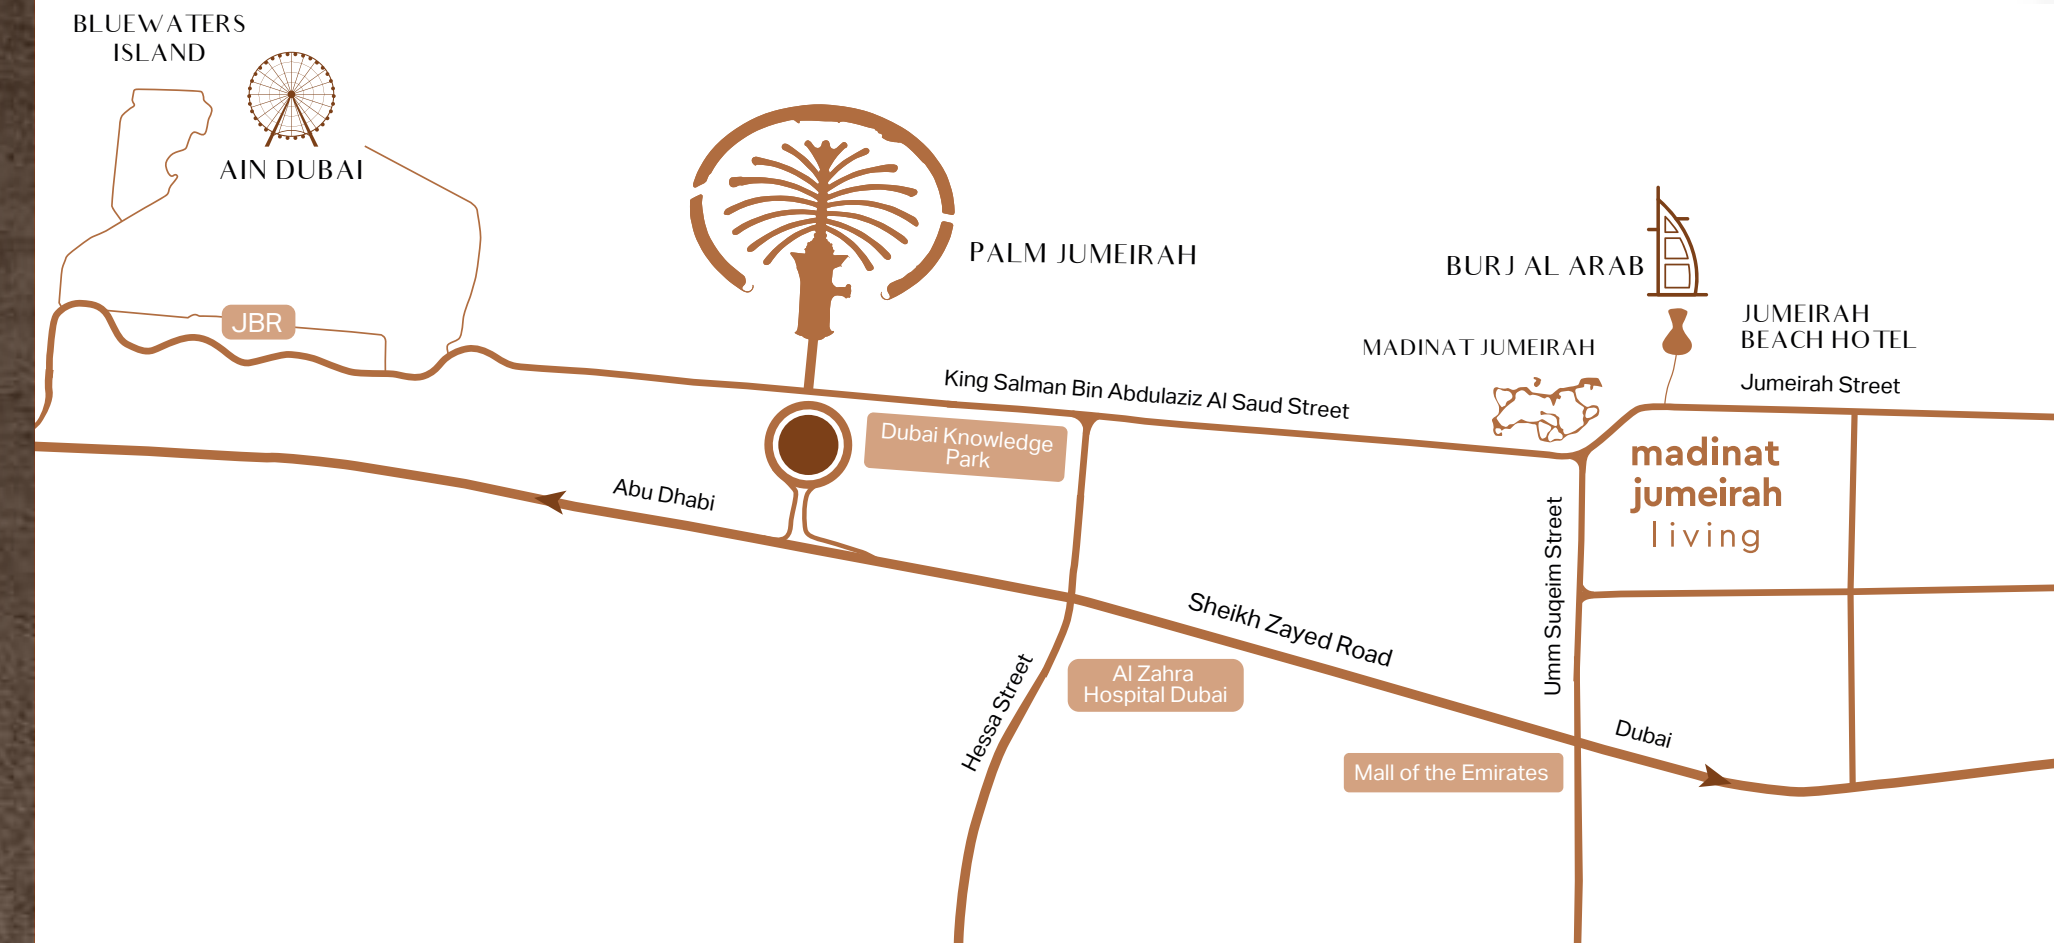 BLUEWATERS
ISLAND
AIN DUBAI
JBR
PALM JUMEIRAH
BURJ AL ARAB
JUMEIRAH
BEACH HOTEL
MADINAT JUMEIRAH
King Salman Bin Abdulaziz Al Saud Street
Jumeirah Street
Dubai Knowledge
Park
madinat
jumeirah
living
Abu Dhabi
Umm Suqeim Street
Sheikh Zayed Road
Hessa Street
Al Zahra
Hospital Dubai
Dubai
Mall of the Emirates